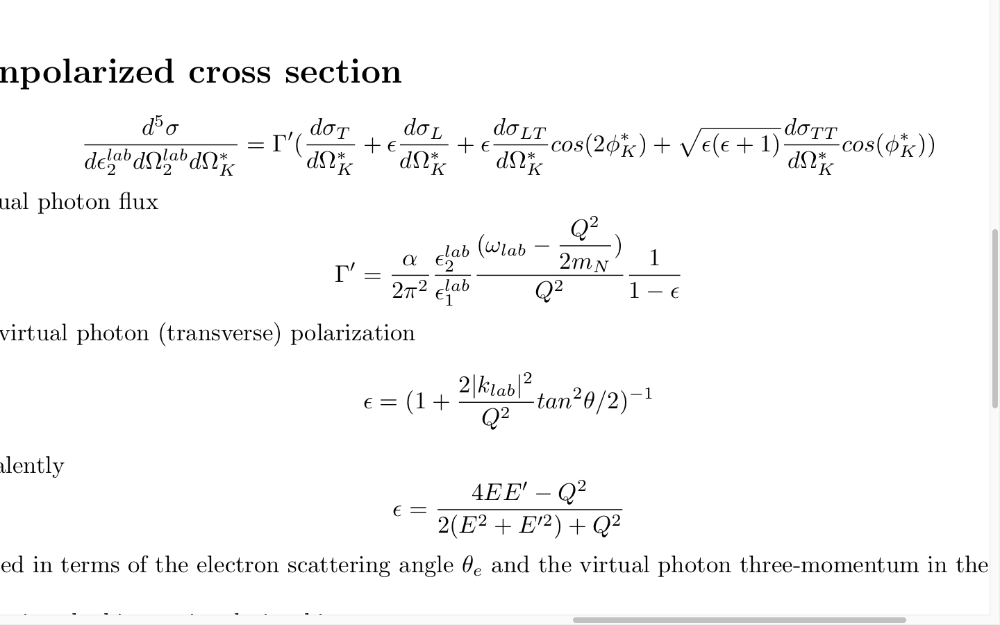 npolarized cross section
\frac{d^5\sigma}{d\epsilon_2^{lab}d\Omega_2^{lab}d\Omega_K^*} = \Gamma'(\frac{d\sigma_T}{d\Omega_K^*} + \epsilon\frac{d\sigma_L}{d\Omega_K^*} + \epsilon\frac{d\sigma_{LT}}{d\Omega_K^*}cos(2\phi_K^*) + \sqrt{\epsilon(\epsilon + 1)}\frac{d\sigma_{TT}}{d\Omega_K^*}cos(\phi_K^*))
ual photon flux
\Gamma' = \frac{\alpha}{2\pi^2}\frac{\epsilon_2^{lab}}{\epsilon_1^{lab}}\frac{(\omega_{lab} - \frac{Q^2}{2m_N})}{Q^2}\frac{1}{1 - \epsilon}
virtual photon (transverse) polarization
\epsilon = (1 + \frac{2|k_{lab}|^2}{Q^2}tan^2\theta/2)^{-1}
alently
\epsilon = \frac{4EE' - Q^2}{2(E^2 + E'^2) + Q^2}
ed in terms of the electron scattering angle \theta_e and the virtual photon three-momentum in the